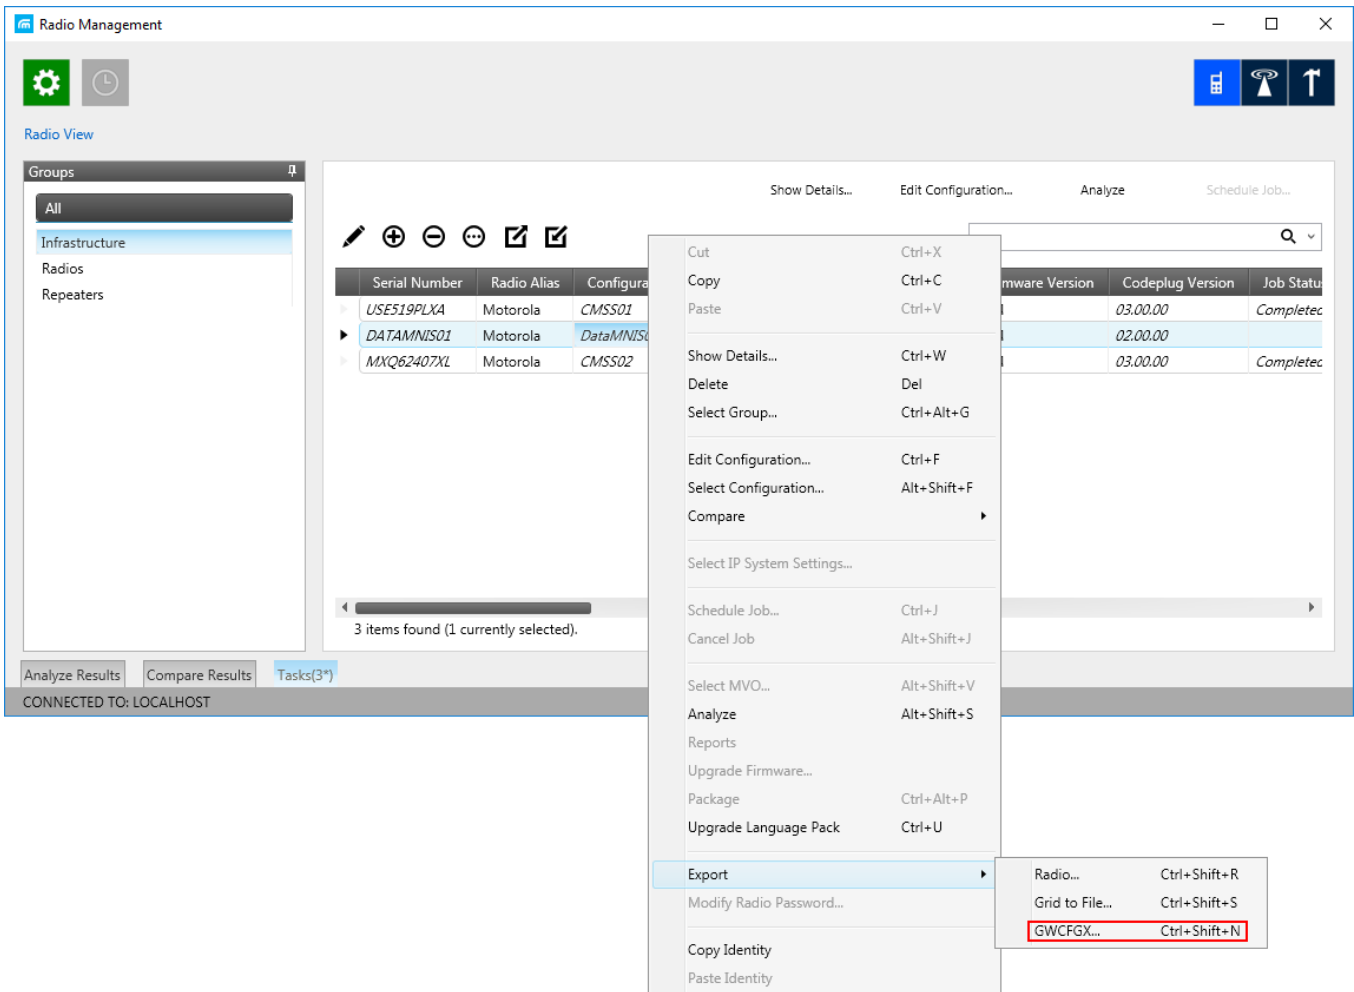 Radio Management
Radio View
Groups
All
Infrastructure
Radios
Repeaters
Show Details... Edit Configuration... Analyze Schedule Job...
Serial Number Radio Alias Configura mware Version Codeplug Version Job Statu
USE519PLXA Motorola CMSS01 03.00.00 Completed
DATAMNIS01 Motorola DataMNIS0 02.00.00
MXQ62407XL Motorola CMSS02 03.00.00 Completed
3 items found (1 currently selected).
Analyze Results Compare Results Tasks(3*)
CONNECTED TO: LOCALHOST
Cut Ctrl+X
Copy Ctrl+C
Paste Ctrl+V
Show Details... Ctrl+W
Delete Del
Select Group... Ctrl+Alt+G
Edit Configuration... Ctrl+F
Select Configuration... Alt+Shift+F
Compare
Select IP System Settings...
Schedule Job... Ctrl+J
Cancel Job Alt+Shift+J
Select MVO... Alt+Shift+V
Analyze Alt+Shift+S
Reports
Upgrade Firmware...
Package Ctrl+Alt+P
Upgrade Language Pack Ctrl+U
Export
Modify Radio Password...
Copy Identity
Paste Identity
Radio... Ctrl+Shift+R
Grid to File... Ctrl+Shift+S
GWCFGX... Ctrl+Shift+N